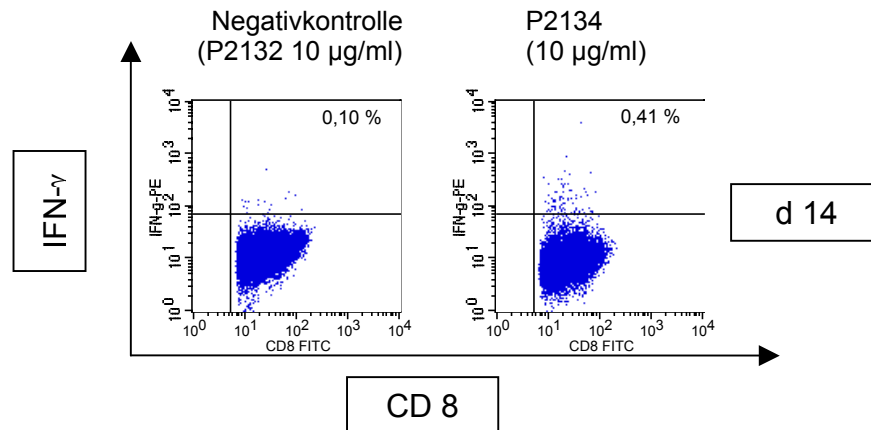 Negativkontrolle
(P2132 10 µg/ml)
P2134
(10 µg/ml)
IFN-γ
IFN-g-PE
10⁴
10³
10²
10¹
10⁰
0,10 %
10⁰ 10¹ 10² 10³ 10⁴
CD8 FITC
IFN-g-PE
10⁴
10³
10²
10¹
10⁰
0,41 %
10⁰ 10¹ 10² 10³ 10⁴
CD8 FITC
d 14
CD 8